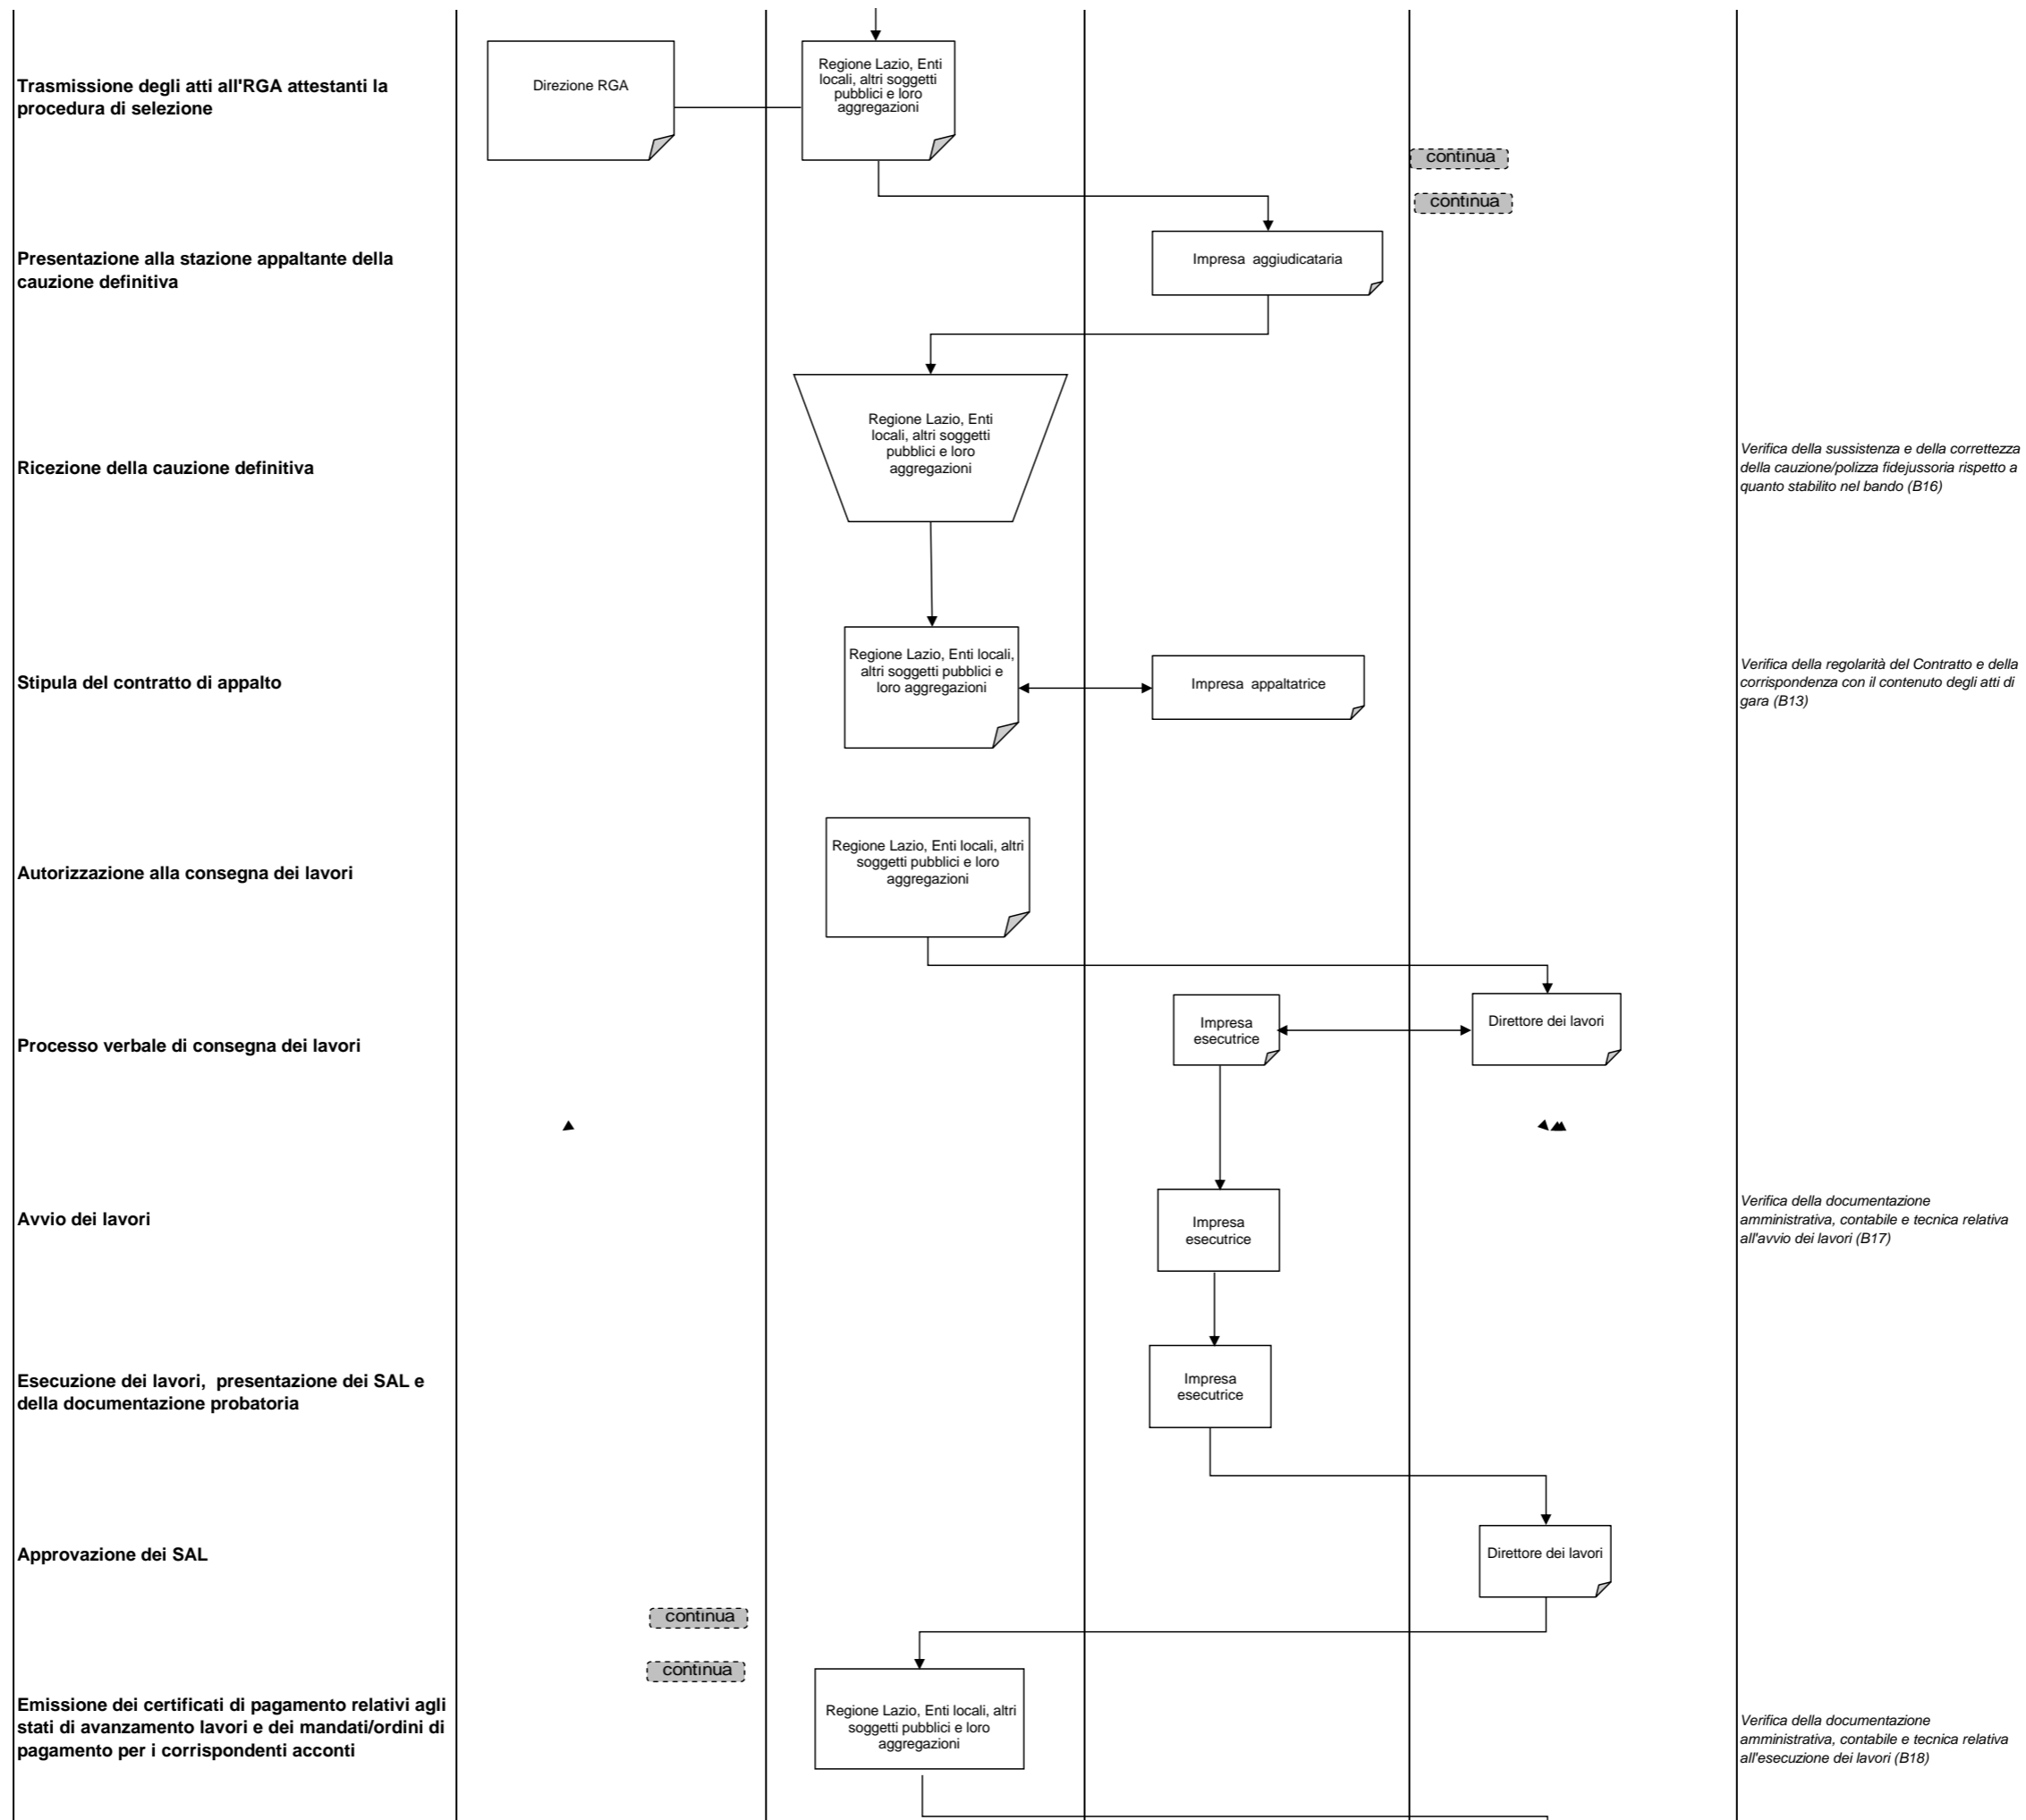 Trasmissione degli atti all'RGA attestanti la
procedura di selezione
Direzione RGA
Regione Lazio, Enti
locali, altri soggetti
pubblici e loro
aggregazioni
continua
continua
Presentazione alla stazione appaltante della
cauzione definitiva
Impresa aggiudicataria
Ricezione della cauzione definitiva
Regione Lazio, Enti
locali, altri soggetti
pubblici e loro
aggregazioni
Verifica della sussistenza e della correttezza
della cauzione/polizza fidejussoria rispetto a
quanto stabilito nel bando (B16)
Stipula del contratto di appalto
Regione Lazio, Enti locali,
altri soggetti pubblici e
loro aggregazioni
Impresa appaltatrice
Verifica della regolarità del Contratto e della
corrispondenza con il contenuto degli atti di
gara (B13)
Autorizzazione alla consegna dei lavori
Regione Lazio, Enti locali, altri
soggetti pubblici e loro
aggregazioni
Processo verbale di consegna dei lavori
Impresa
esecutrice
Direttore dei lavori
Avvio dei lavori
Impresa
esecutrice
Verifica della documentazione
amministrativa, contabile e tecnica relativa
all'avvio dei lavori (B17)
Esecuzione dei lavori, presentazione dei SAL e
della documentazione probatoria
Impresa
esecutrice
Approvazione dei SAL
Direttore dei lavori
continua
continua
Emissione dei certificati di pagamento relativi agli
stati di avanzamento lavori e dei mandati/ordini di
pagamento per i corrispondenti acconti
Regione Lazio, Enti locali, altri
soggetti pubblici e loro
aggregazioni
Verifica della documentazione
amministrativa, contabile e tecnica relativa
all'esecuzione dei lavori (B18)